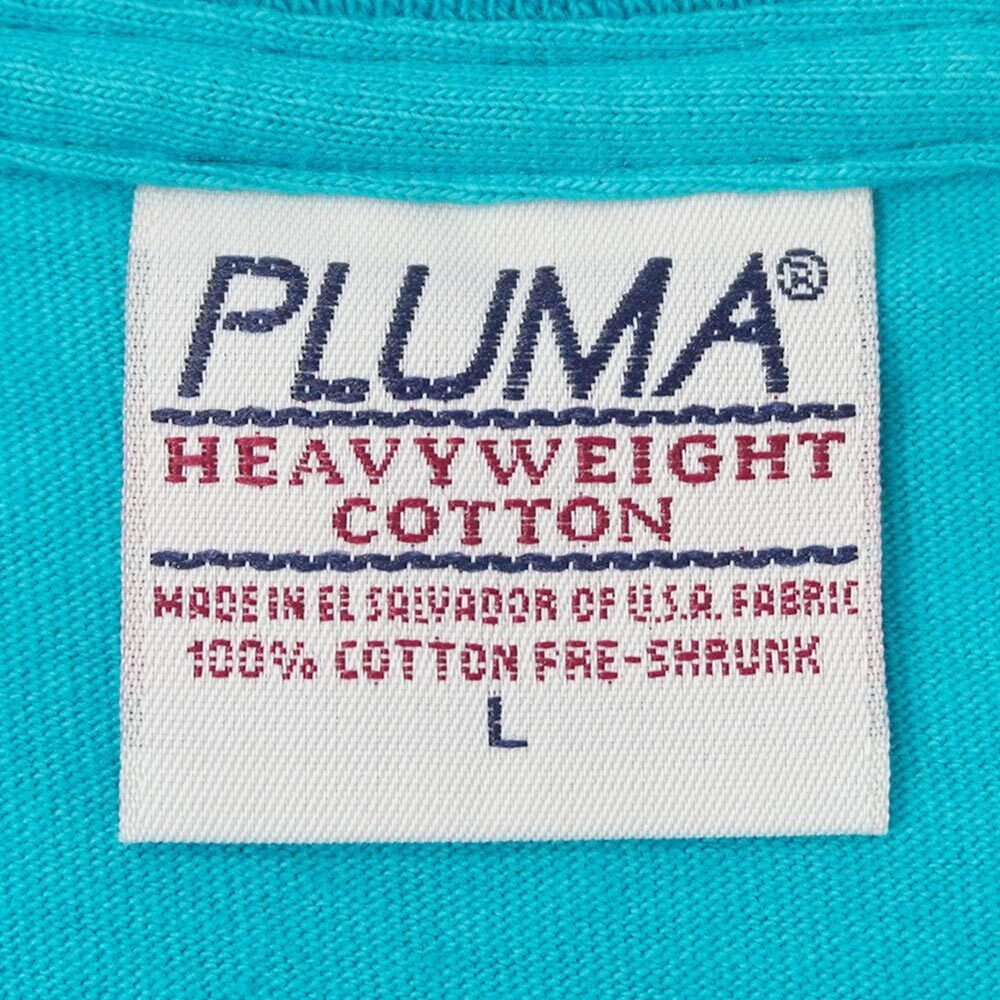 PLUMA®
HEAVYWEIGHT
COTTON
MADE IN EL SALVADOR OF U.S.A. FABRIC
100% COTTON PRE-SHRUNK
L